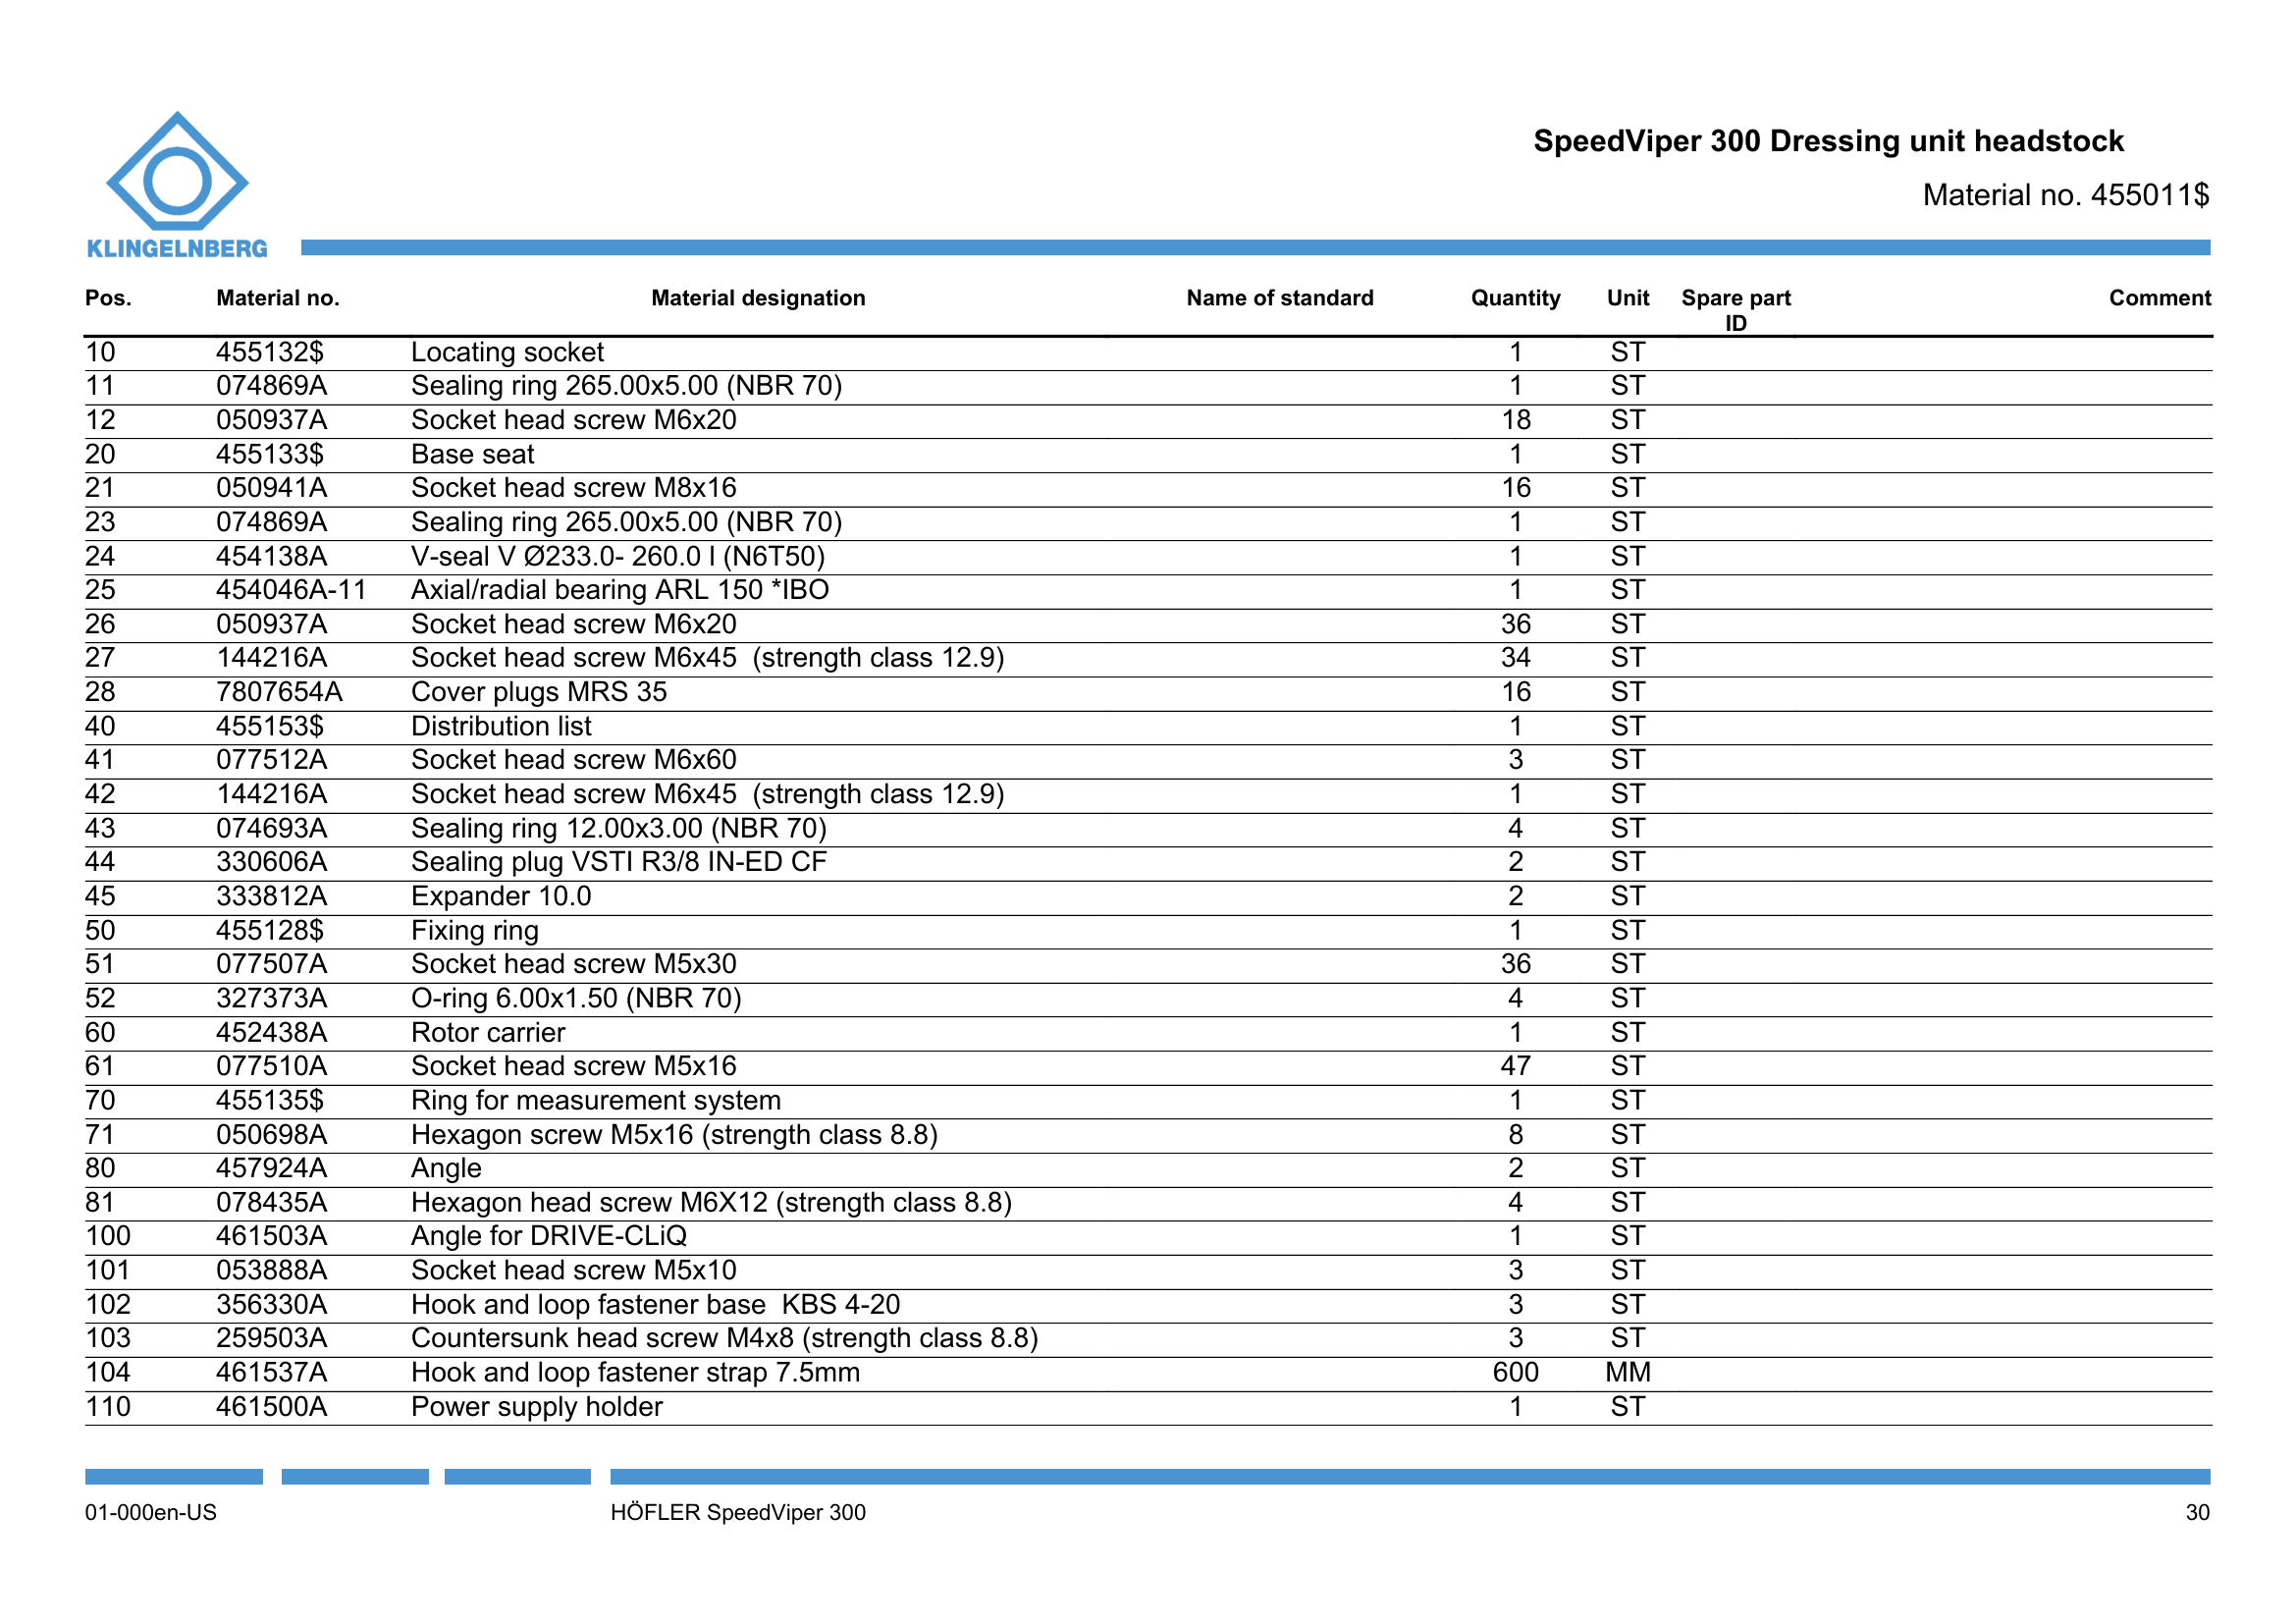 SpeedViper 300 Dressing unit headstock
Material no. 455011$
KLINGELNBERG
Pos. Material no. Material designation Name of standard Quantity Unit Spare part ID Comment
10 455132$ Locating socket 1 ST
11 074869A Sealing ring 265.00x5.00 (NBR 70) 1 ST
12 050937A Socket head screw M6x20 18 ST
20 455133$ Base seat 1 ST
21 050941A Socket head screw M8x16 16 ST
23 074869A Sealing ring 265.00x5.00 (NBR 70) 1 ST
24 454138A V-seal V Ø233.0- 260.0 l (N6T50) 1 ST
25 454046A-11 Axial/radial bearing ARL 150 *IBO 1 ST
26 050937A Socket head screw M6x20 36 ST
27 144216A Socket head screw M6x45  (strength class 12.9) 34 ST
28 7807654A Cover plugs MRS 35 16 ST
40 455153$ Distribution list 1 ST
41 077512A Socket head screw M6x60 3 ST
42 144216A Socket head screw M6x45  (strength class 12.9) 1 ST
43 074693A Sealing ring 12.00x3.00 (NBR 70) 4 ST
44 330606A Sealing plug VSTI R3/8 IN-ED CF 2 ST
45 333812A Expander 10.0 2 ST
50 455128$ Fixing ring 1 ST
51 077507A Socket head screw M5x30 36 ST
52 327373A O-ring 6.00x1.50 (NBR 70) 4 ST
60 452438A Rotor carrier 1 ST
61 077510A Socket head screw M5x16 47 ST
70 455135$ Ring for measurement system 1 ST
71 050698A Hexagon screw M5x16 (strength class 8.8) 8 ST
80 457924A Angle 2 ST
81 078435A Hexagon head screw M6X12 (strength class 8.8) 4 ST
100 461503A Angle for DRIVE-CLiQ 1 ST
101 053888A Socket head screw M5x10 3 ST
102 356330A Hook and loop fastener base  KBS 4-20 3 ST
103 259503A Countersunk head screw M4x8 (strength class 8.8) 3 ST
104 461537A Hook and loop fastener strap 7.5mm 600 MM
110 461500A Power supply holder 1 ST
01-000en-US HÖFLER SpeedViper 300 30